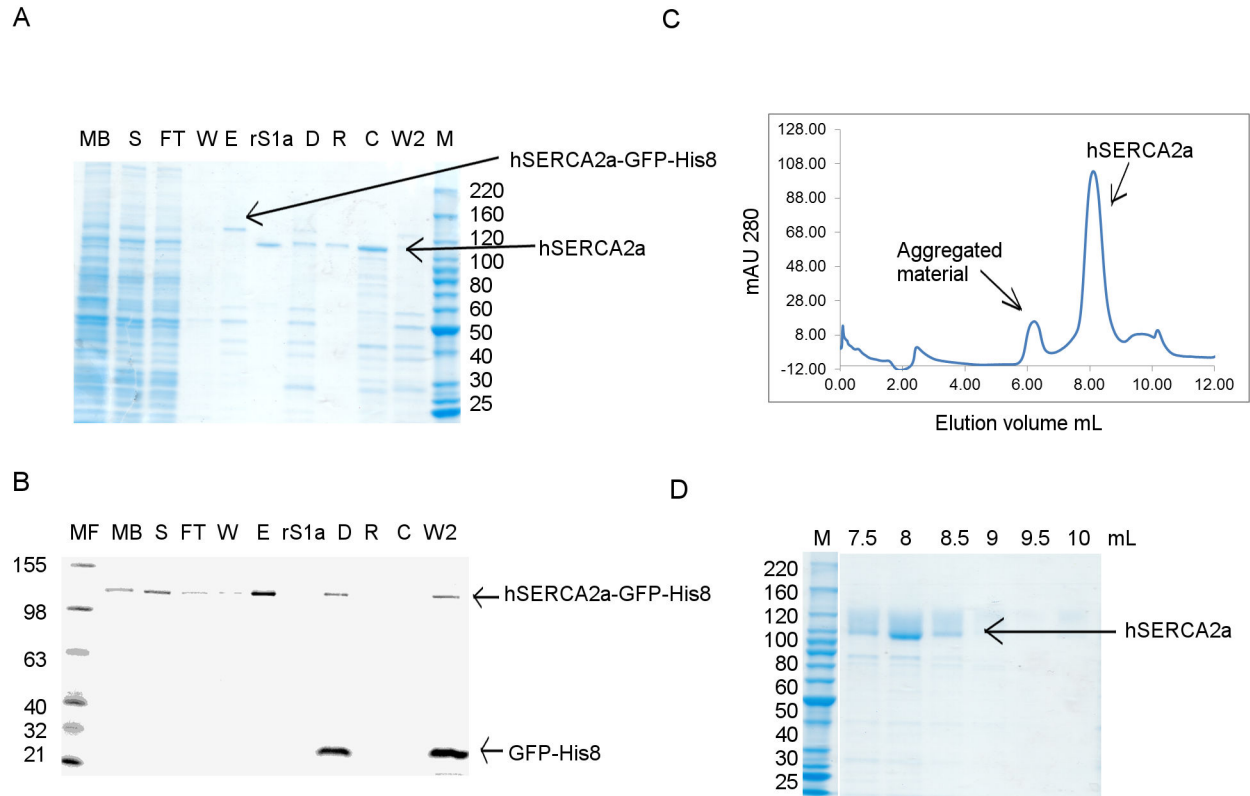 A
MB S FT W E rS1a D R C W2 M
hSERCA2a-GFP-His8
220
160
120
hSERCA2a
100
80
60
50
40
30
25
C
128.00
108.00
88.00
68.00
48.00
28.00
8.00
-12.00
mAU 280
hSERCA2a
Aggregated
material
0.00 2.00 4.00 6.00 8.00 10.00 12.00
Elution volume mL
B
MF MB S FT W E rS1a D R C W2
155
98
63
40
32
21
hSERCA2a-GFP-His8
GFP-His8
D
M 7.5 8 8.5 9 9.5 10 mL
220
160
120
100
80
60
50
40
30
25
hSERCA2a